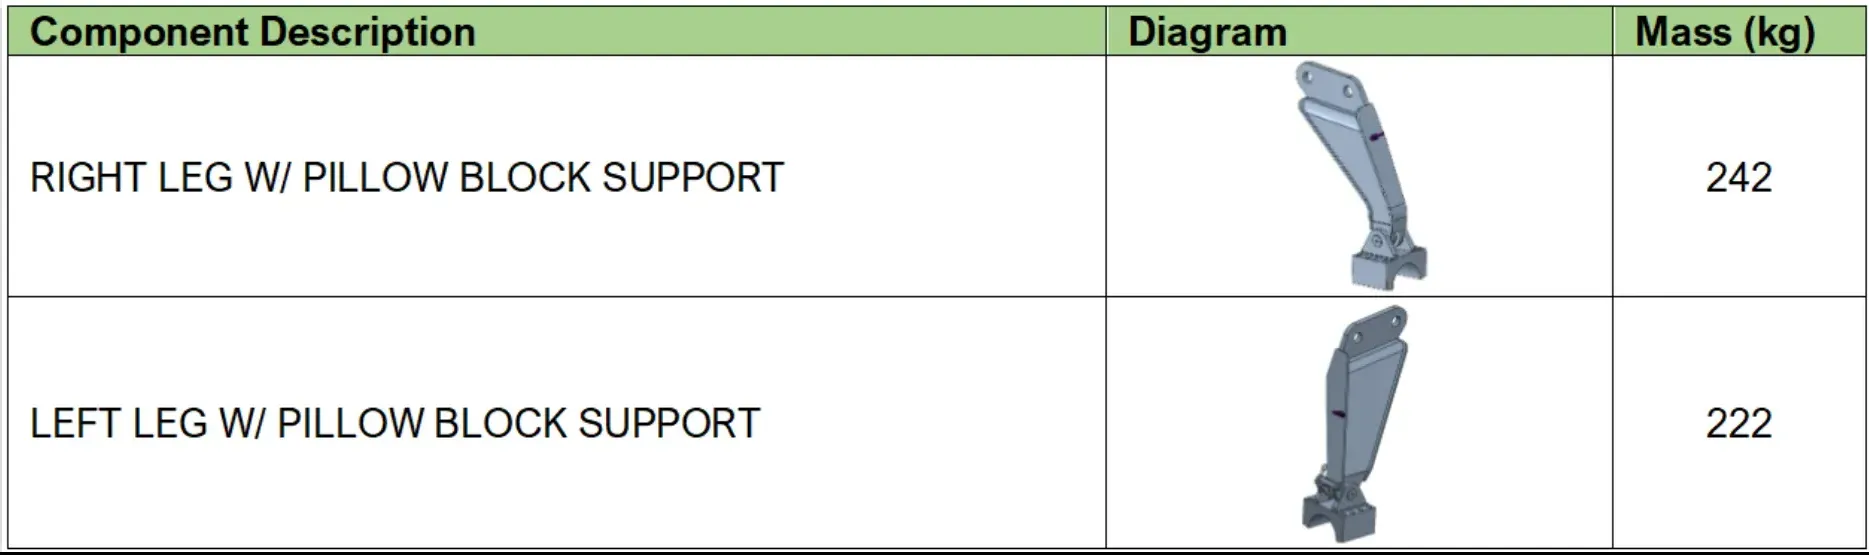 Component Description Diagram Mass (kg)
RIGHT LEG W/ PILLOW BLOCK SUPPORT 242
LEFT LEG W/ PILLOW BLOCK SUPPORT 222